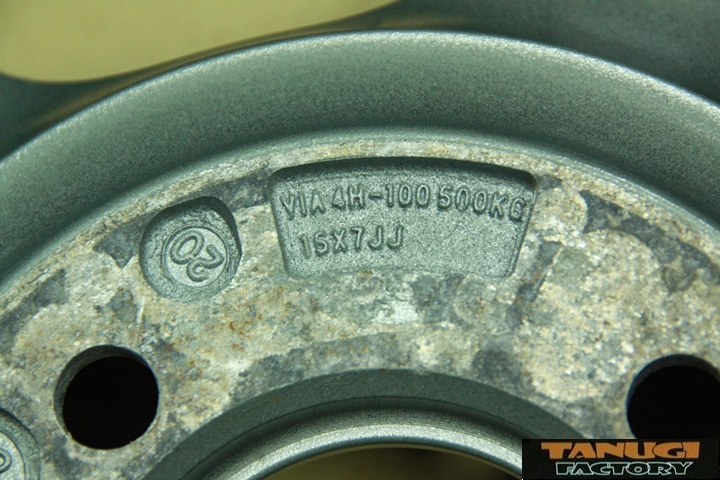 VIA 4H-100 500KG
15X7JJ
20
TANUGI
FACTORY